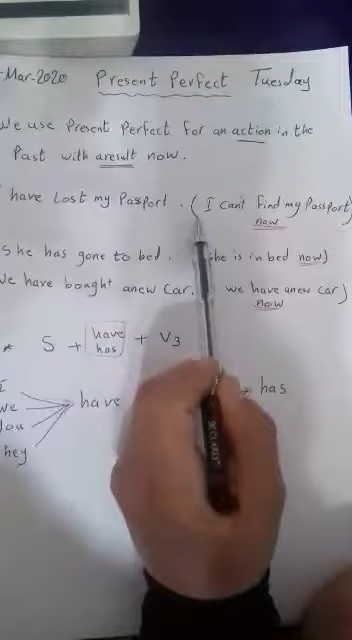 -Mar-2020 Present Perfect Tuesday
We use Present Perfect For an action in the
Past with aresult now.
I have Lost my Passport . ( I can't find my Passport)
now
She has gone to bed. (she is in bed now)
We have bought anew Car. we have anew car)
now
* S + have has + V3
I
we
You
they
have
→ has